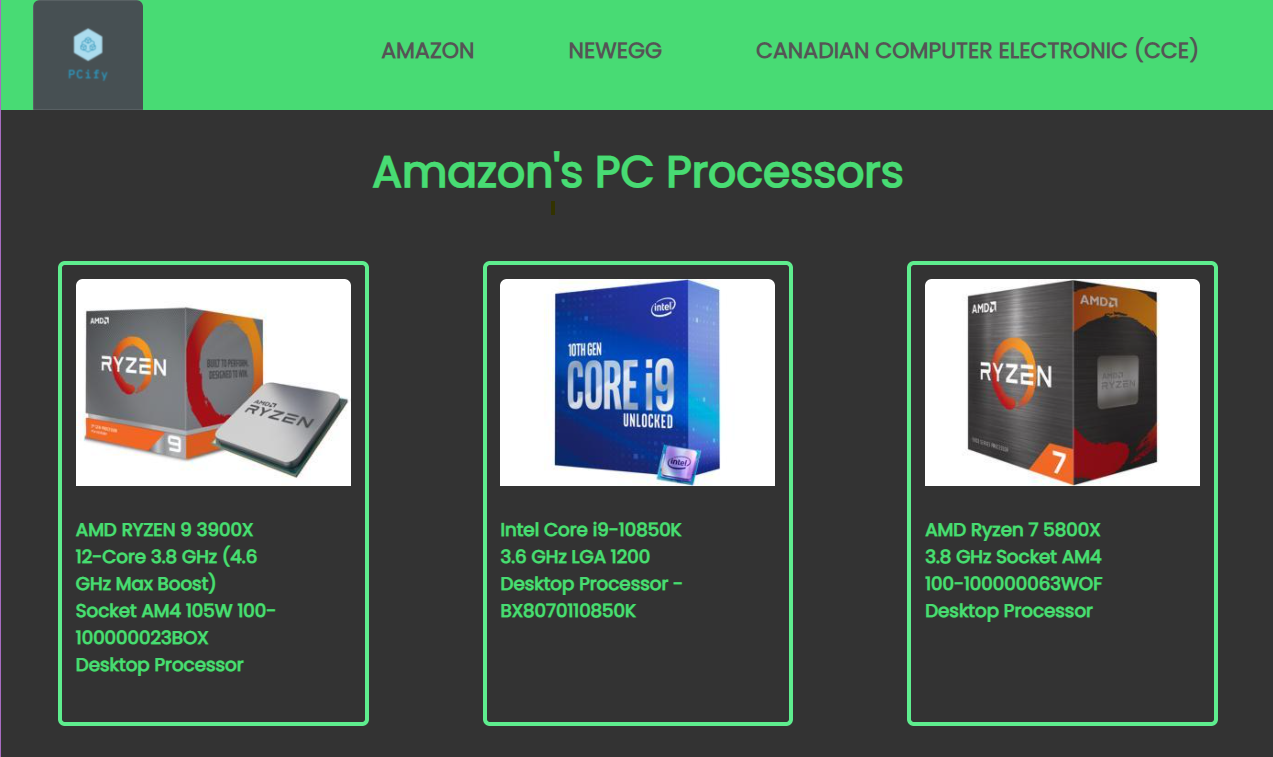 PCify
AMAZON
NEWEGG
CANADIAN COMPUTER ELECTRONIC (CCE)
Amazon's PC Processors
AMD
RYZEN
BUILT TO PERFORM.
DESIGNED TO WIN.
9
AMD
RYZEN
AMD RYZEN 9 3900X
12-Core 3.8 GHz (4.6
GHz Max Boost)
Socket AM4 105W 100-
100000023BOX
Desktop Processor
intel
10TH GEN
CORE i9
UNLOCKED
intel
Intel Core i9-10850K
3.6 GHz LGA 1200
Desktop Processor -
BX8070110850K
AMD
AMD
RYZEN
AMD
RYZEN
7
AMD Ryzen 7 5800X
3.8 GHz Socket AM4
100-100000063WOF
Desktop Processor